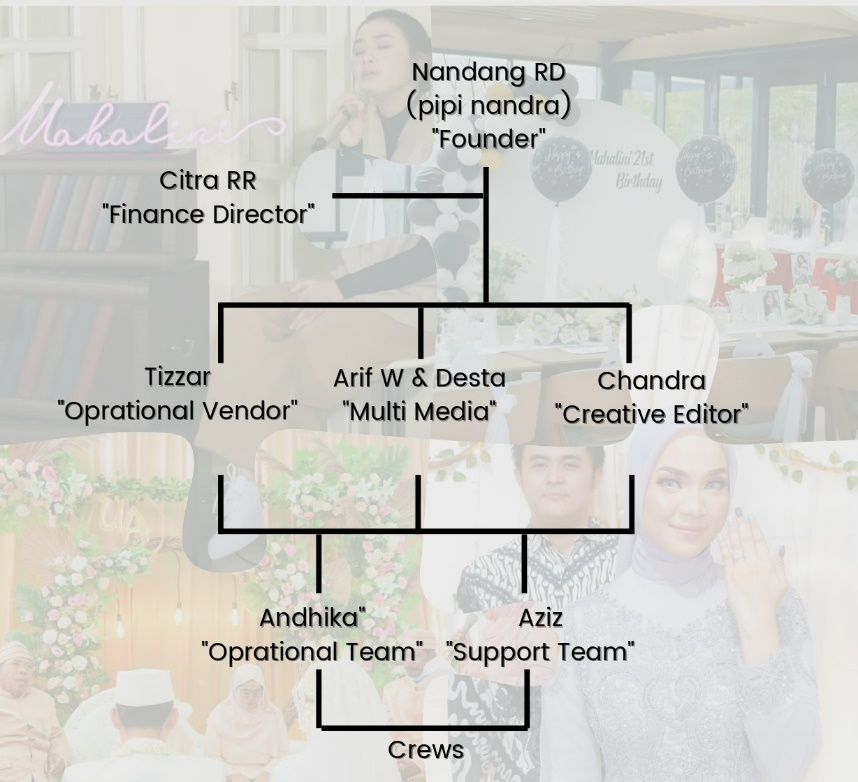 Nandang RD
(pipi nandra)
"Founder"
Mahalini
Mahalini 21st
Birthday
Citra RR
"Finance Director"
Tizzar
"Oprational Vendor"
Arif W & Desta
"Multi Media"
Chandra
"Creative Editor"
Andhika"
"Oprational Team"
Aziz
"Support Team"
Crews